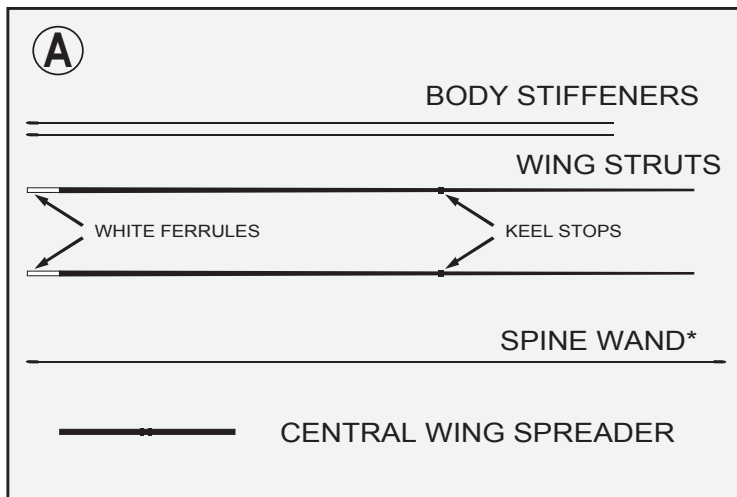 A
BODY STIFFENERS
WING STRUTS
WHITE FERRULES
KEEL STOPS
SPINE WAND*
CENTRAL WING SPREADER